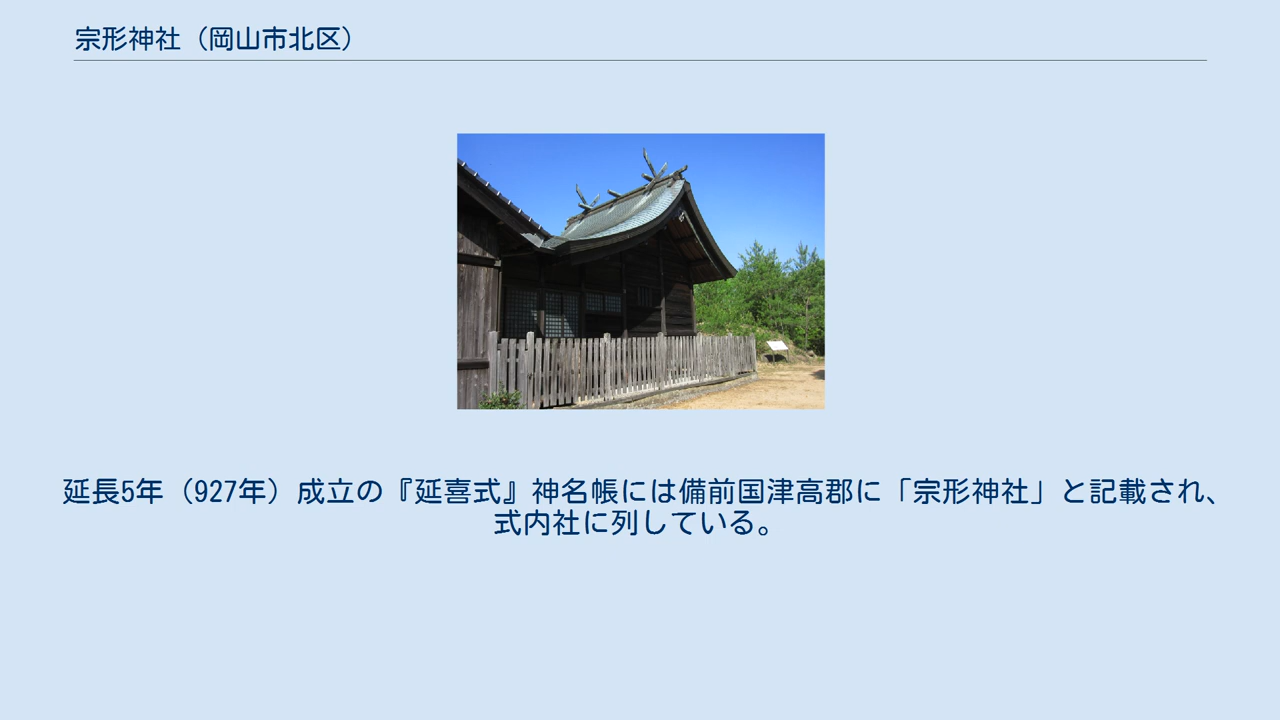 宗形神社（岡山市北区）
延長5年（927年）成立の『延喜式』神名帳には備前国津高郡に「宗形神社」と記載され、
式内社に列している。